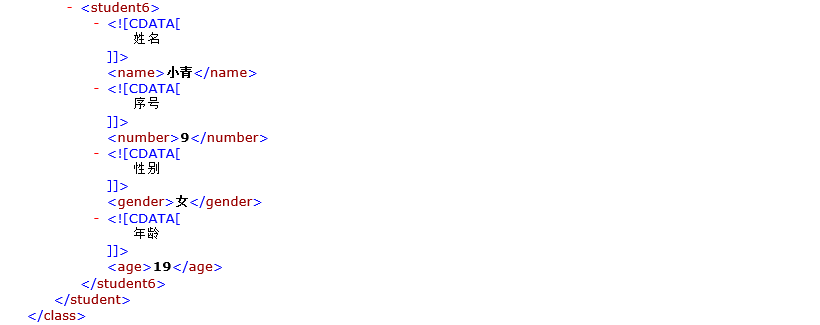 - <student6>
- <![CDATA[
姓名
]]>
<name>小青</name>
- <![CDATA[
序号
]]>
<number>9</number>
- <![CDATA[
性别
]]>
<gender>女</gender>
- <![CDATA[
年龄
]]>
<age>19</age>
</student6>
</student>
</class>